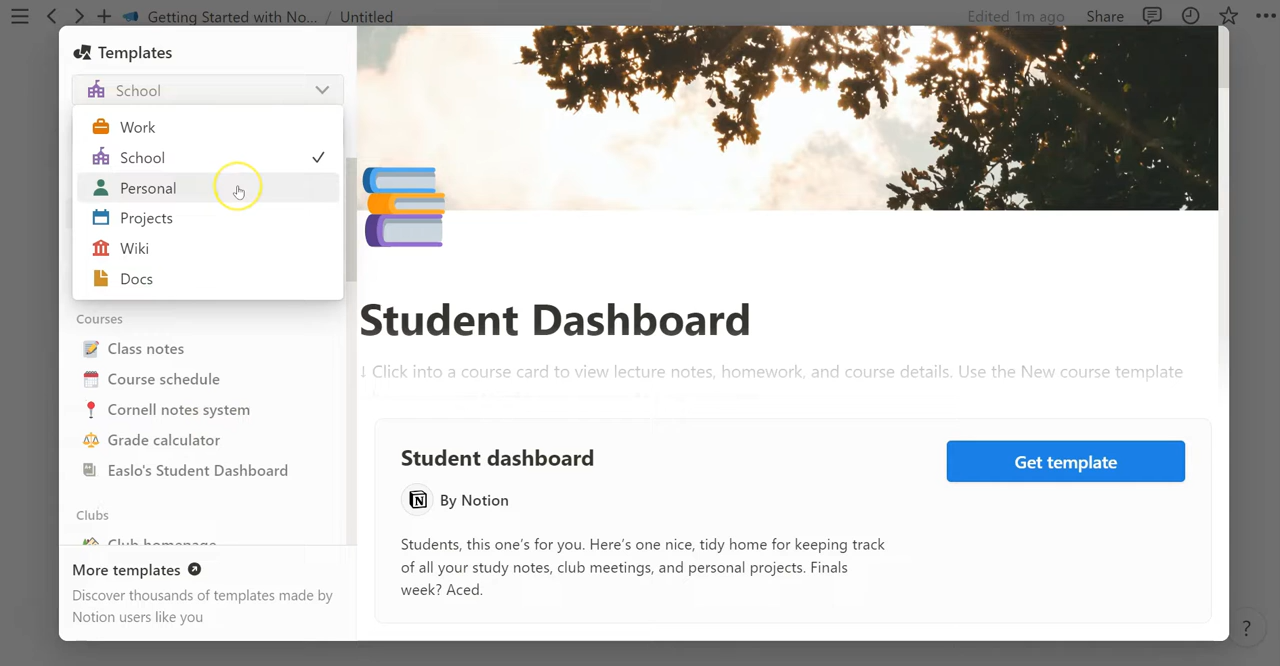 Getting Started with No... / Untitled
Edited 1m ago Share
Templates
School
Work
School
Personal
Projects
Wiki
Docs
Courses
Class notes
Course schedule
Cornell notes system
Grade calculator
Easlo's Student Dashboard
Clubs
Club homepage
More templates
Discover thousands of templates made by
Notion users like you
Student Dashboard
↓ Click into a course card to view lecture notes, homework, and course details. Use the New course template
Student dashboard
Get template
By Notion
Students, this one's for you. Here's one nice, tidy home for keeping track
of all your study notes, club meetings, and personal projects. Finals
week? Aced.
?